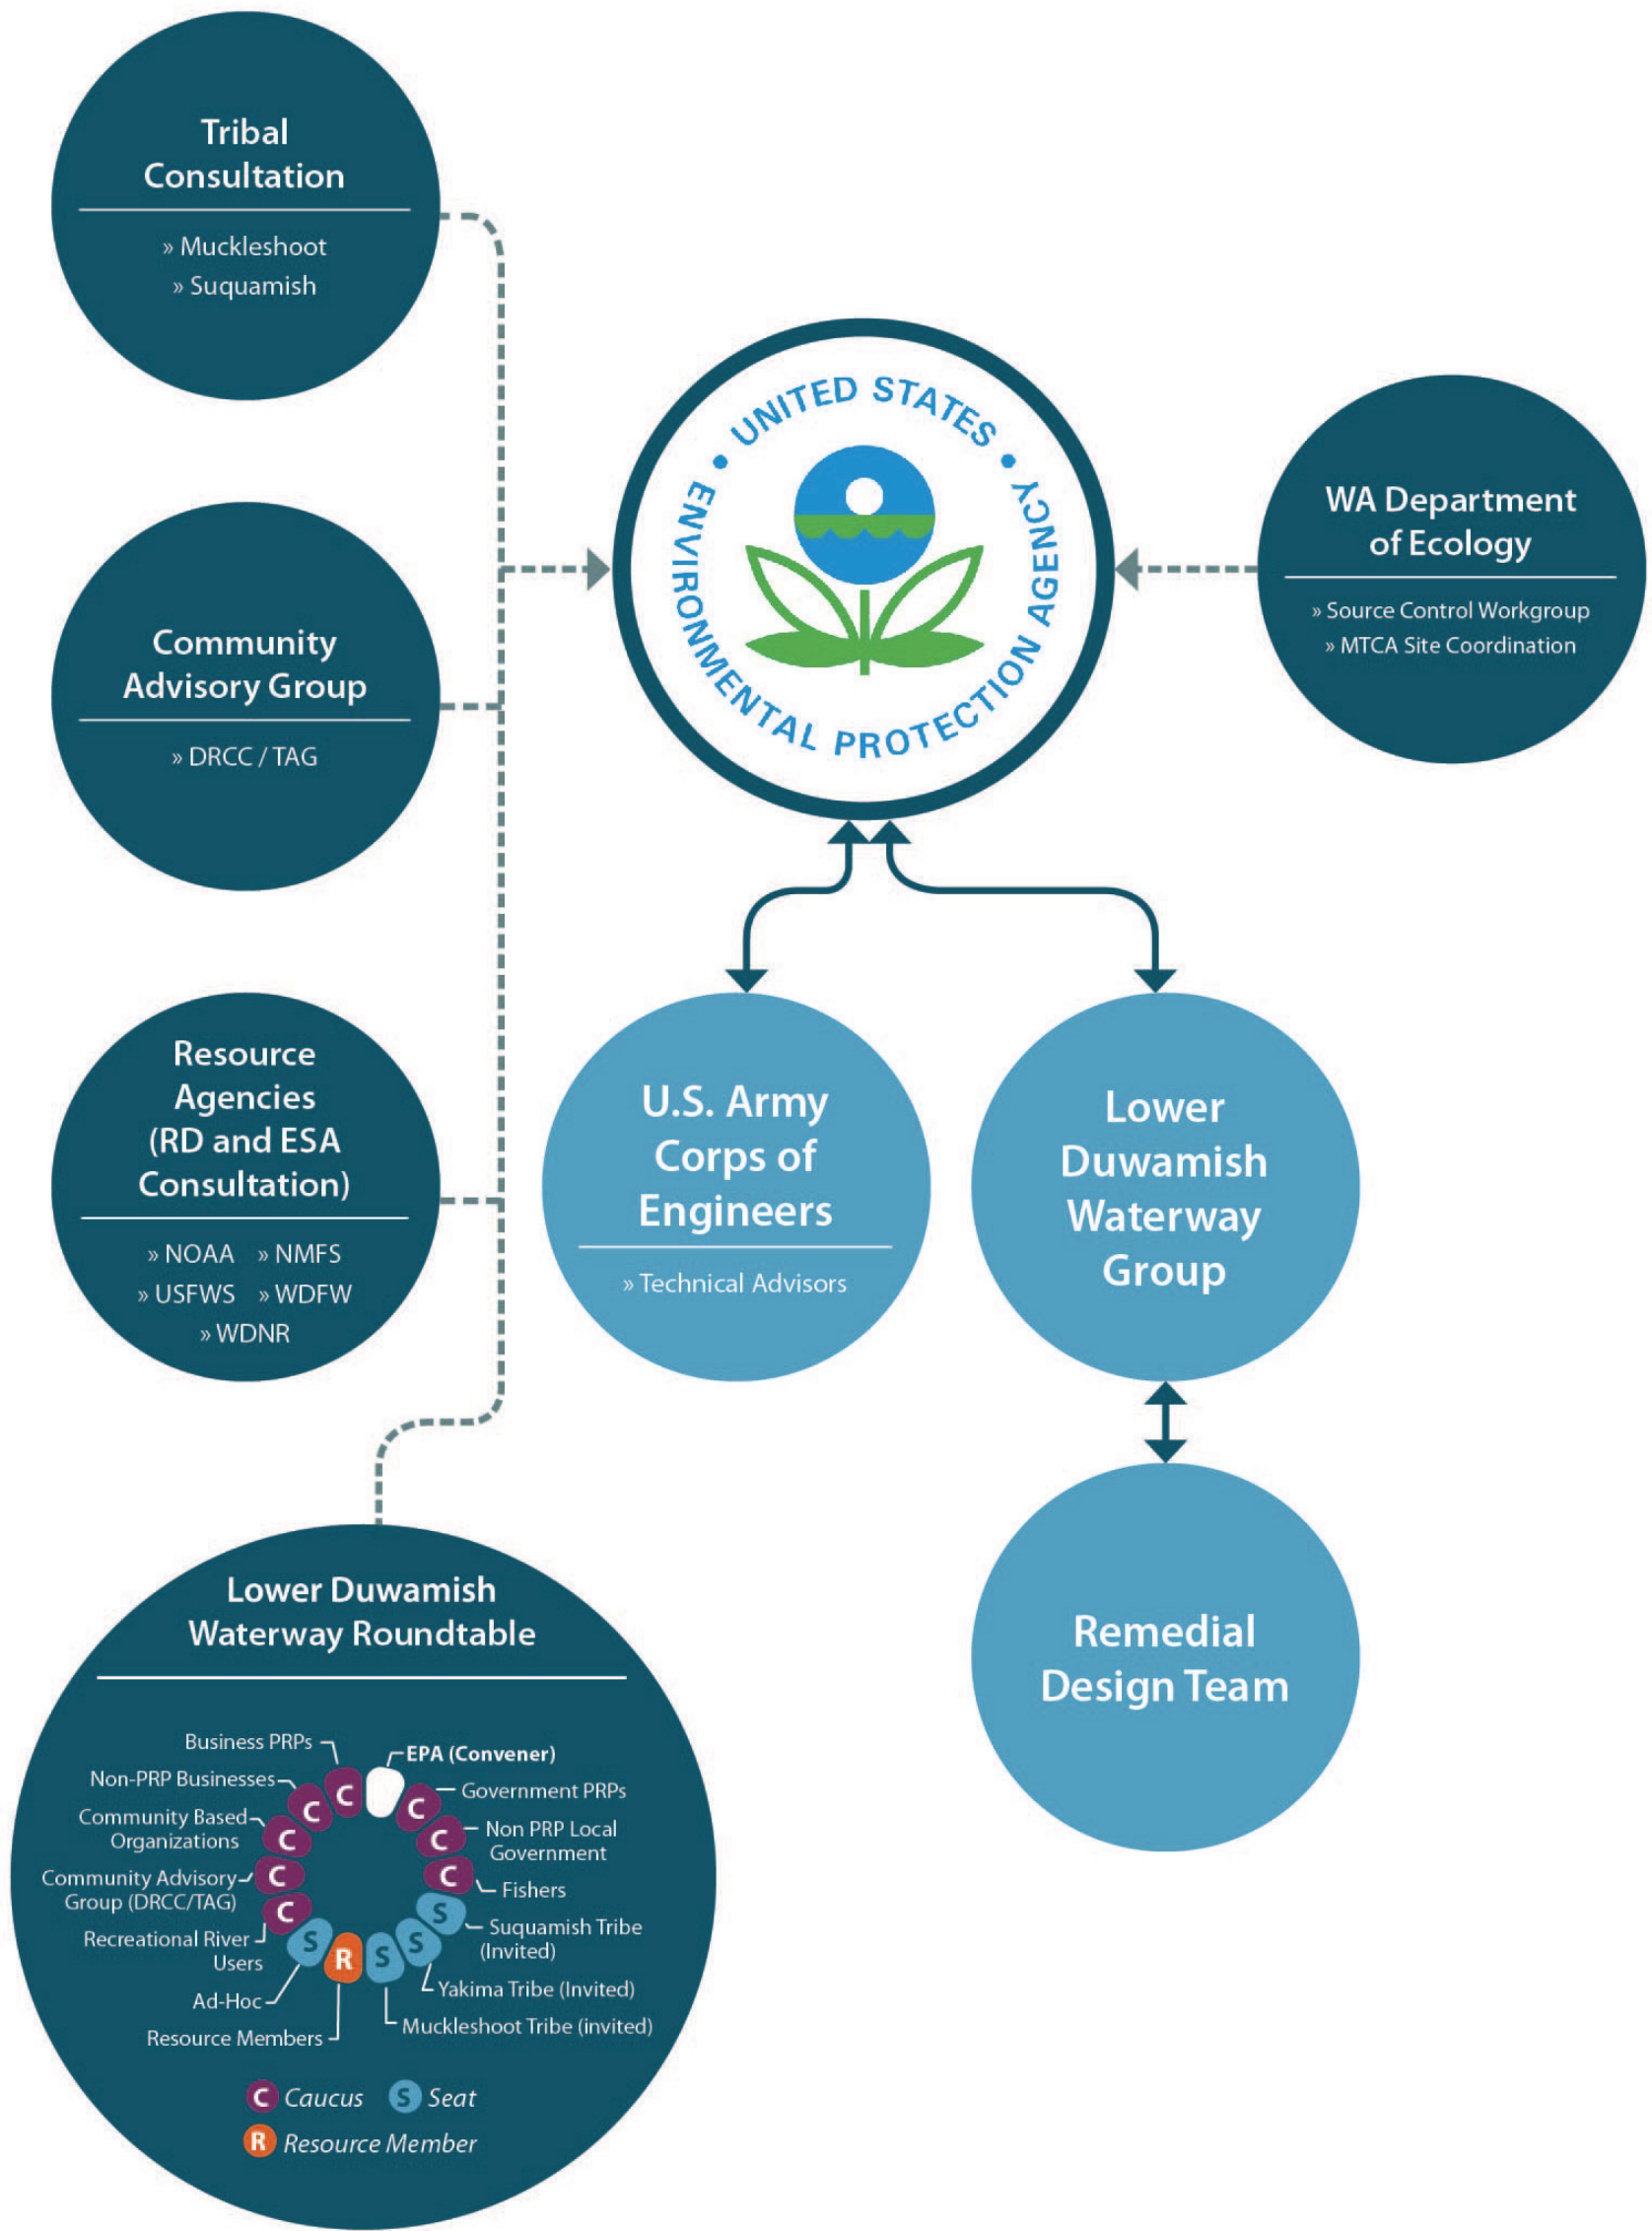 Tribal
Consultation
» Muckleshoot
» Suquamish
Community
Advisory Group
» DRCC / TAG
Resource
Agencies
(RD and ESA
Consultation)
» NOAA » NMFS
» USFWS » WDFW
» WDNR
• UNITED STATES •
ENVIRONMENTAL PROTECTION AGENCY
WA Department
of Ecology
» Source Control Workgroup
» MTCA Site Coordination
U.S. Army
Corps of
Engineers
» Technical Advisors
Lower
Duwamish
Waterway
Group
Remedial
Design Team
Lower Duwamish
Waterway Roundtable
Business PRPs
Non-PRP Businesses
Community Based
Organizations
Community Advisory
Group (DRCC/TAG)
Recreational River
Users
Ad-Hoc
Resource Members
EPA (Convener)
Government PRPs
Non PRP Local
Government
Fishers
Suquamish Tribe
(Invited)
Yakima Tribe (Invited)
Muckleshoot Tribe (invited)
C
C
C
C
C
S
R
S
S
S
C
C
C
C Caucus S Seat
R Resource Member